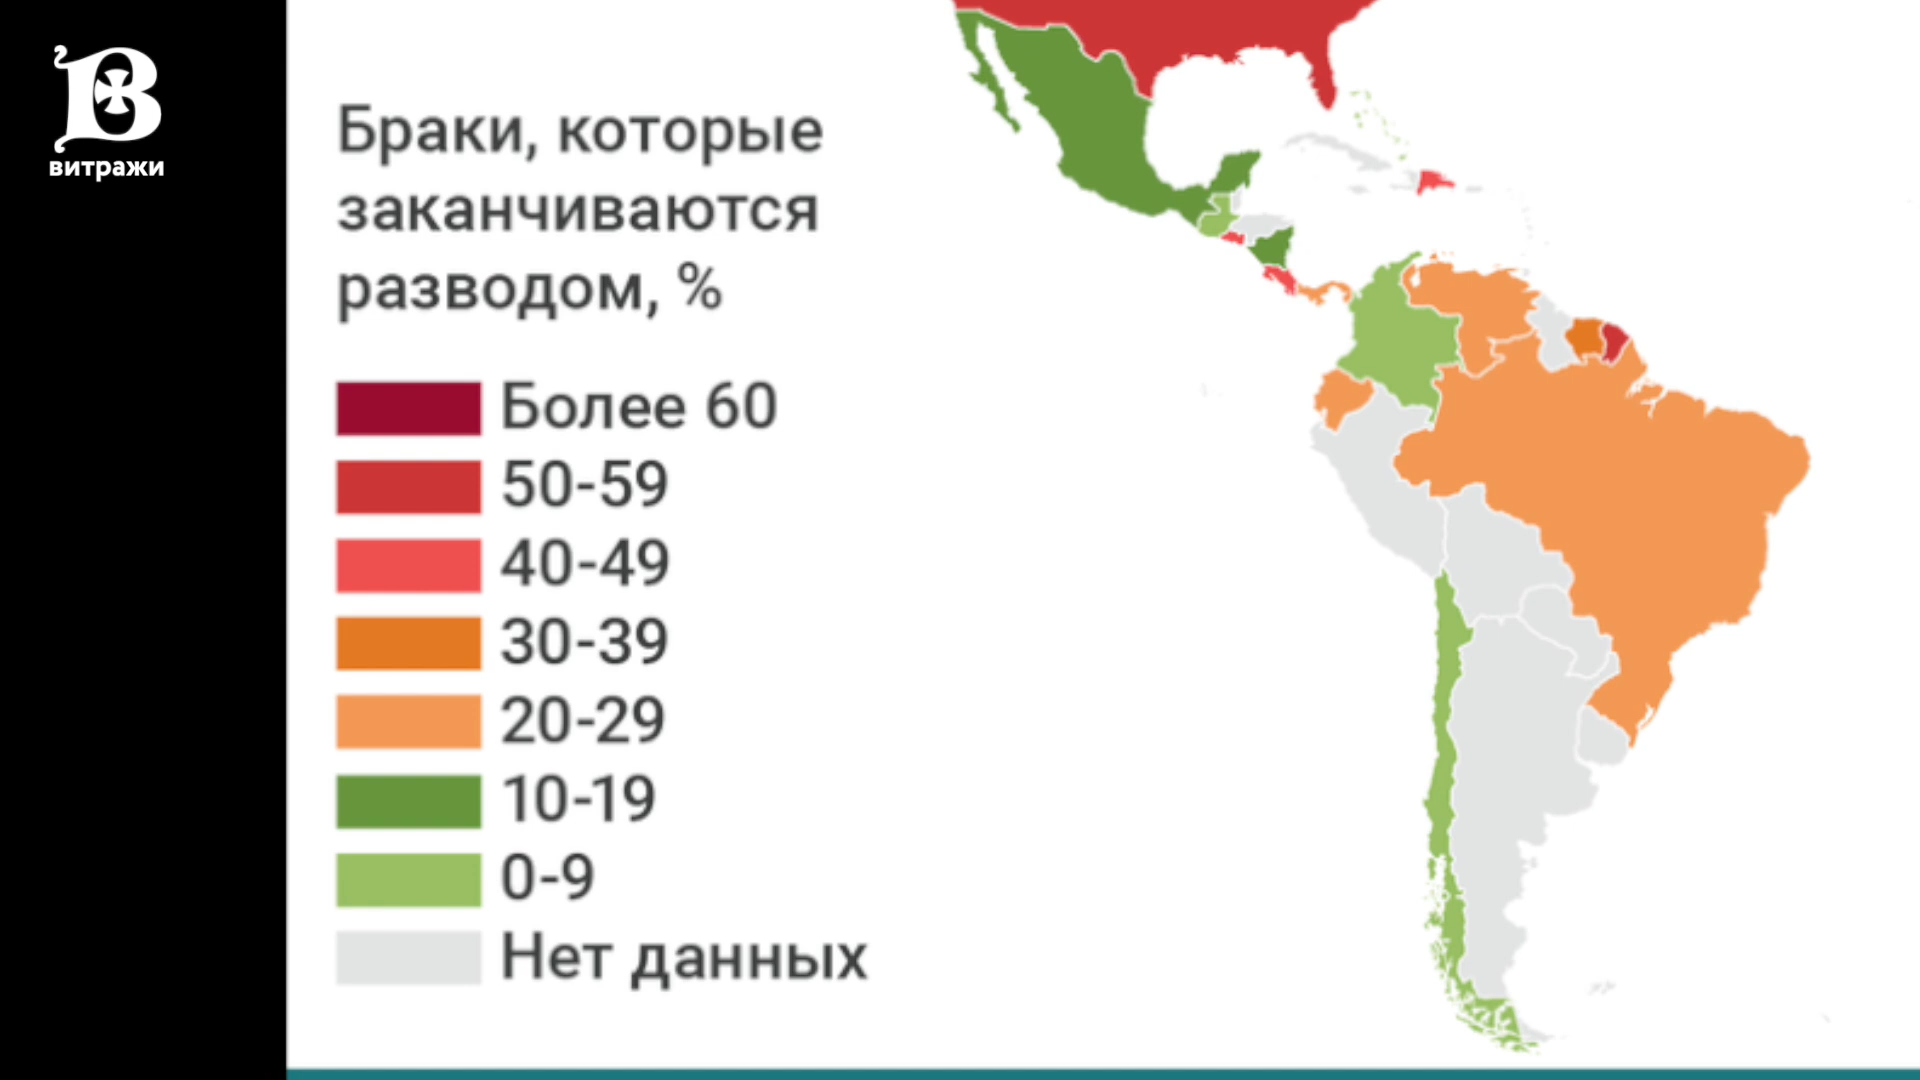 витражи
Браки, которые
заканчиваются
разводом, %
Более 60
50-59
40-49
30-39
20-29
10-19
0-9
Нет данных